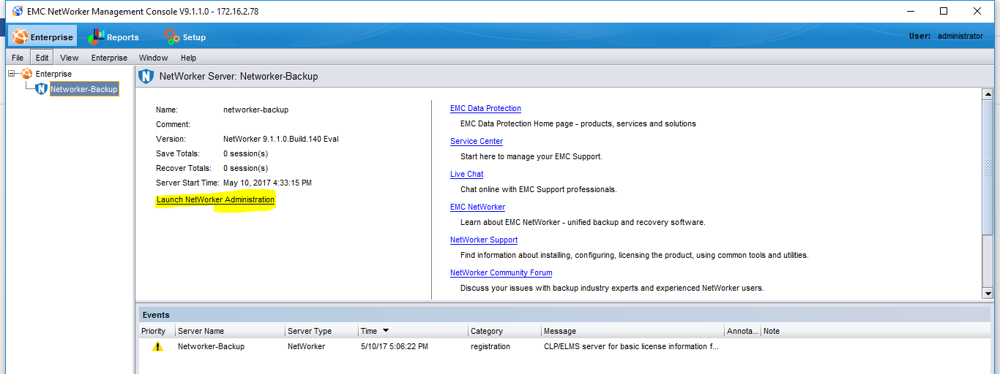 EMC NetWorker Management Console V9.1.1.0 - 172.16.2.78
Enterprise Reports Setup User: administrator
File Edit View Enterprise Window Help
Enterprise
Networker-Backup
NetWorker Server: Networker-Backup
Name: networker-backup
Comment:
Version: NetWorker 9.1.1.0.Build.140 Eval
Save Totals: 0 session(s)
Recover Totals: 0 session(s)
Server Start Time: May 10, 2017 4:33:15 PM
Launch NetWorker Administration
EMC Data Protection
EMC Data Protection Home page - products, services and solutions
Service Center
Start here to manage your EMC Support.
Live Chat
Chat online with EMC Support professionals.
EMC NetWorker
Learn about EMC NetWorker - unified backup and recovery software.
NetWorker Support
Find information about installing, configuring, licensing the product, using common tools and utilities.
NetWorker Community Forum
Discuss your issues with backup industry experts and experienced NetWorker users.
Events
Priority Server Name Server Type Time Category Message Annota... Note
Networker-Backup NetWorker 5/10/17 5:06:22 PM registration CLP/ELMS server for basic license information f...